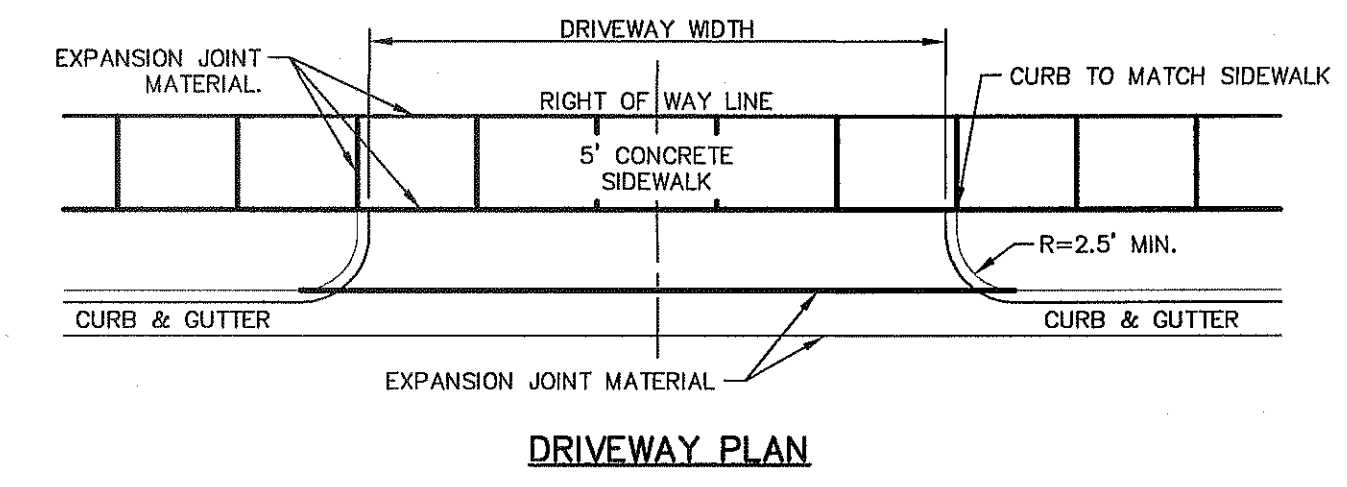 DRIVEWAY WIDTH
EXPANSION JOINT
MATERIAL.
CURB TO MATCH SIDEWALK
RIGHT OF WAY LINE
5' CONCRETE
SIDEWALK
R=2.5' MIN.
CURB & GUTTER
CURB & GUTTER
EXPANSION JOINT MATERIAL
DRIVEWAY PLAN